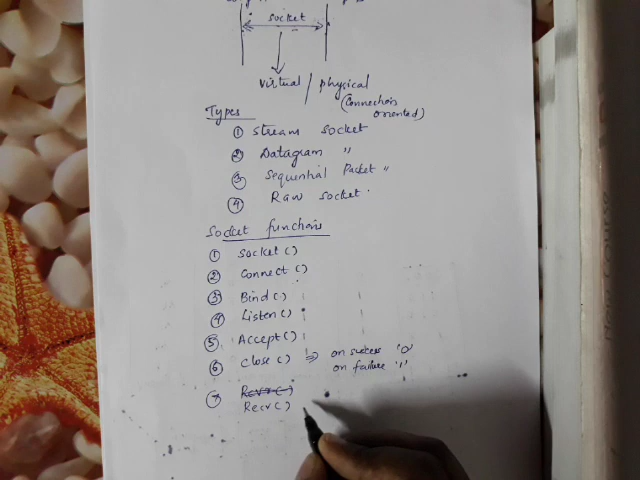 socket
virtual / physical
(connection
oriented)
Types
① Stream socket
② Datagram "
③ Sequential Packet "
④ Raw socket.
Socket functions
① Socket()
② Connect()
③ Bind()
④ Listen()
⑤ Accept()
⑥ Close() ⇒ on success '0'
on failure '1'
⑦ Recv()